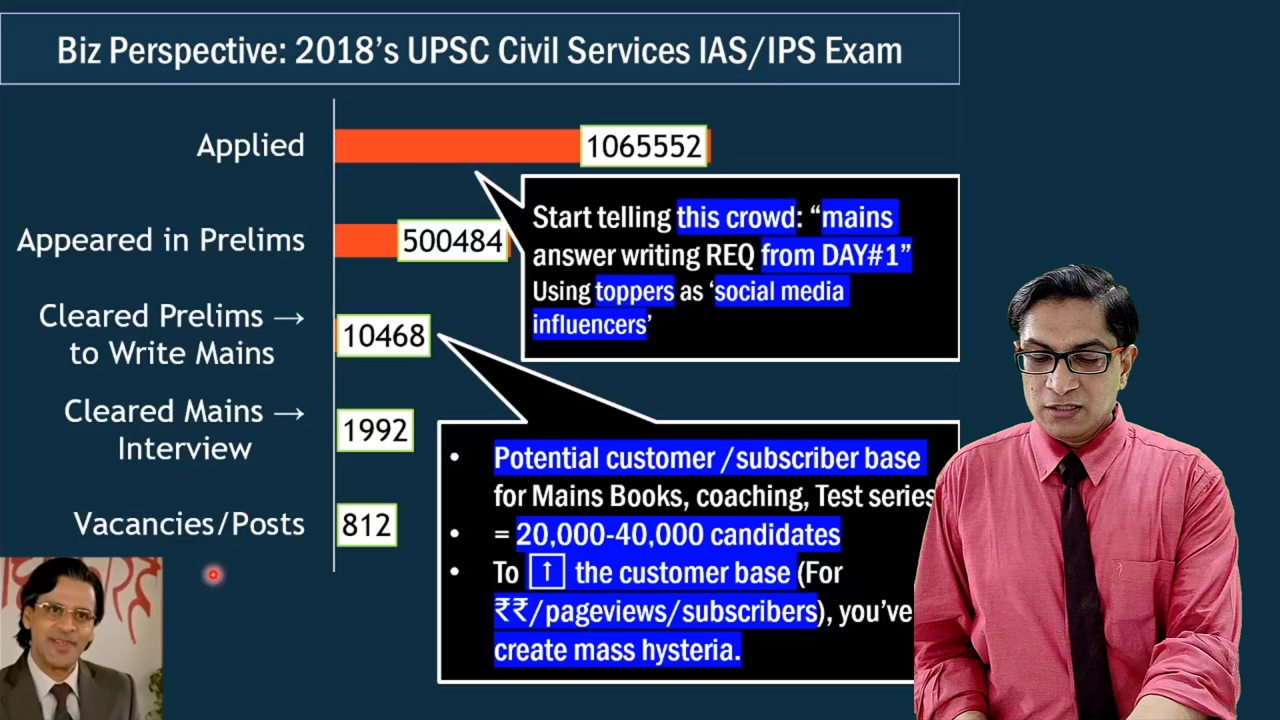 Biz Perspective: 2018’s UPSC Civil Services IAS/IPS Exam
Applied
1065552
Appeared in Prelims
500484
Cleared Prelims →
to Write Mains
10468
Cleared Mains →
Interview
1992
Vacancies/Posts
812
Start telling this crowd: “mains
answer writing REQ from DAY#1”
Using toppers as ‘social media
influencers’
• Potential customer /subscriber base
for Mains Books, coaching, Test series
• = 20,000-40,000 candidates
• To ↑ the customer base (For
₹₹/pageviews/subscribers), you’ve
create mass hysteria.